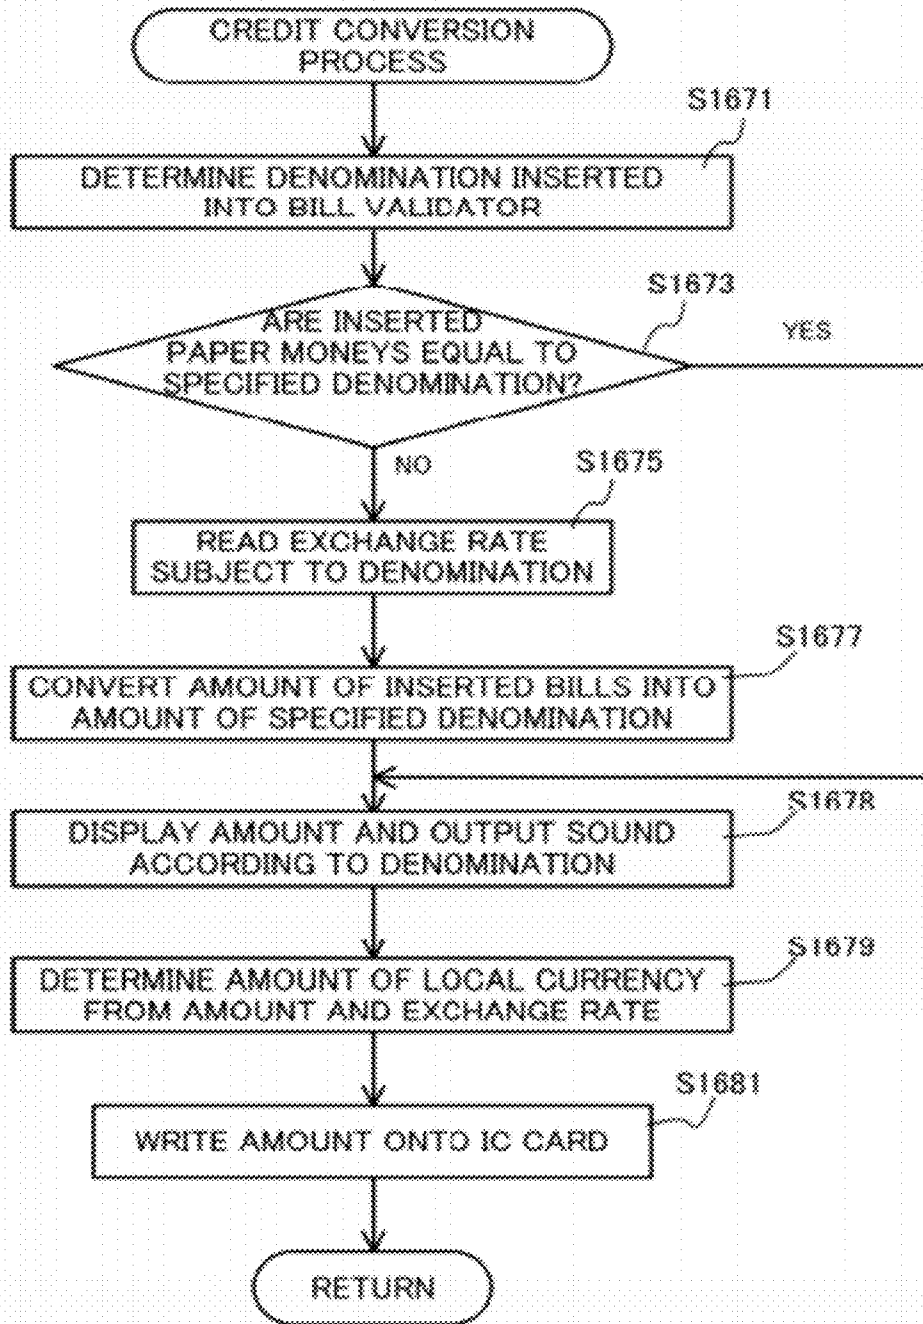 CREDIT CONVERSION
PROCESS
S1671
DETERMINE DENOMINATION INSERTED
INTO BILL VALIDATOR
S1673
ARE INSERTED
PAPER MONEYS EQUAL TO
SPECIFIED DENOMINATION?
YES
NO
S1675
READ EXCHANGE RATE
SUBJECT TO DENOMINATION
S1677
CONVERT AMOUNT OF INSERTED BILLS INTO
AMOUNT OF SPECIFIED DENOMINATION
S1678
DISPLAY AMOUNT AND OUTPUT SOUND
ACCORDING TO DENOMINATION
S1679
DETERMINE AMOUNT OF LOCAL CURRENCY
FROM AMOUNT AND EXCHANGE RATE
S1681
WRITE AMOUNT ONTO IC CARD
RETURN